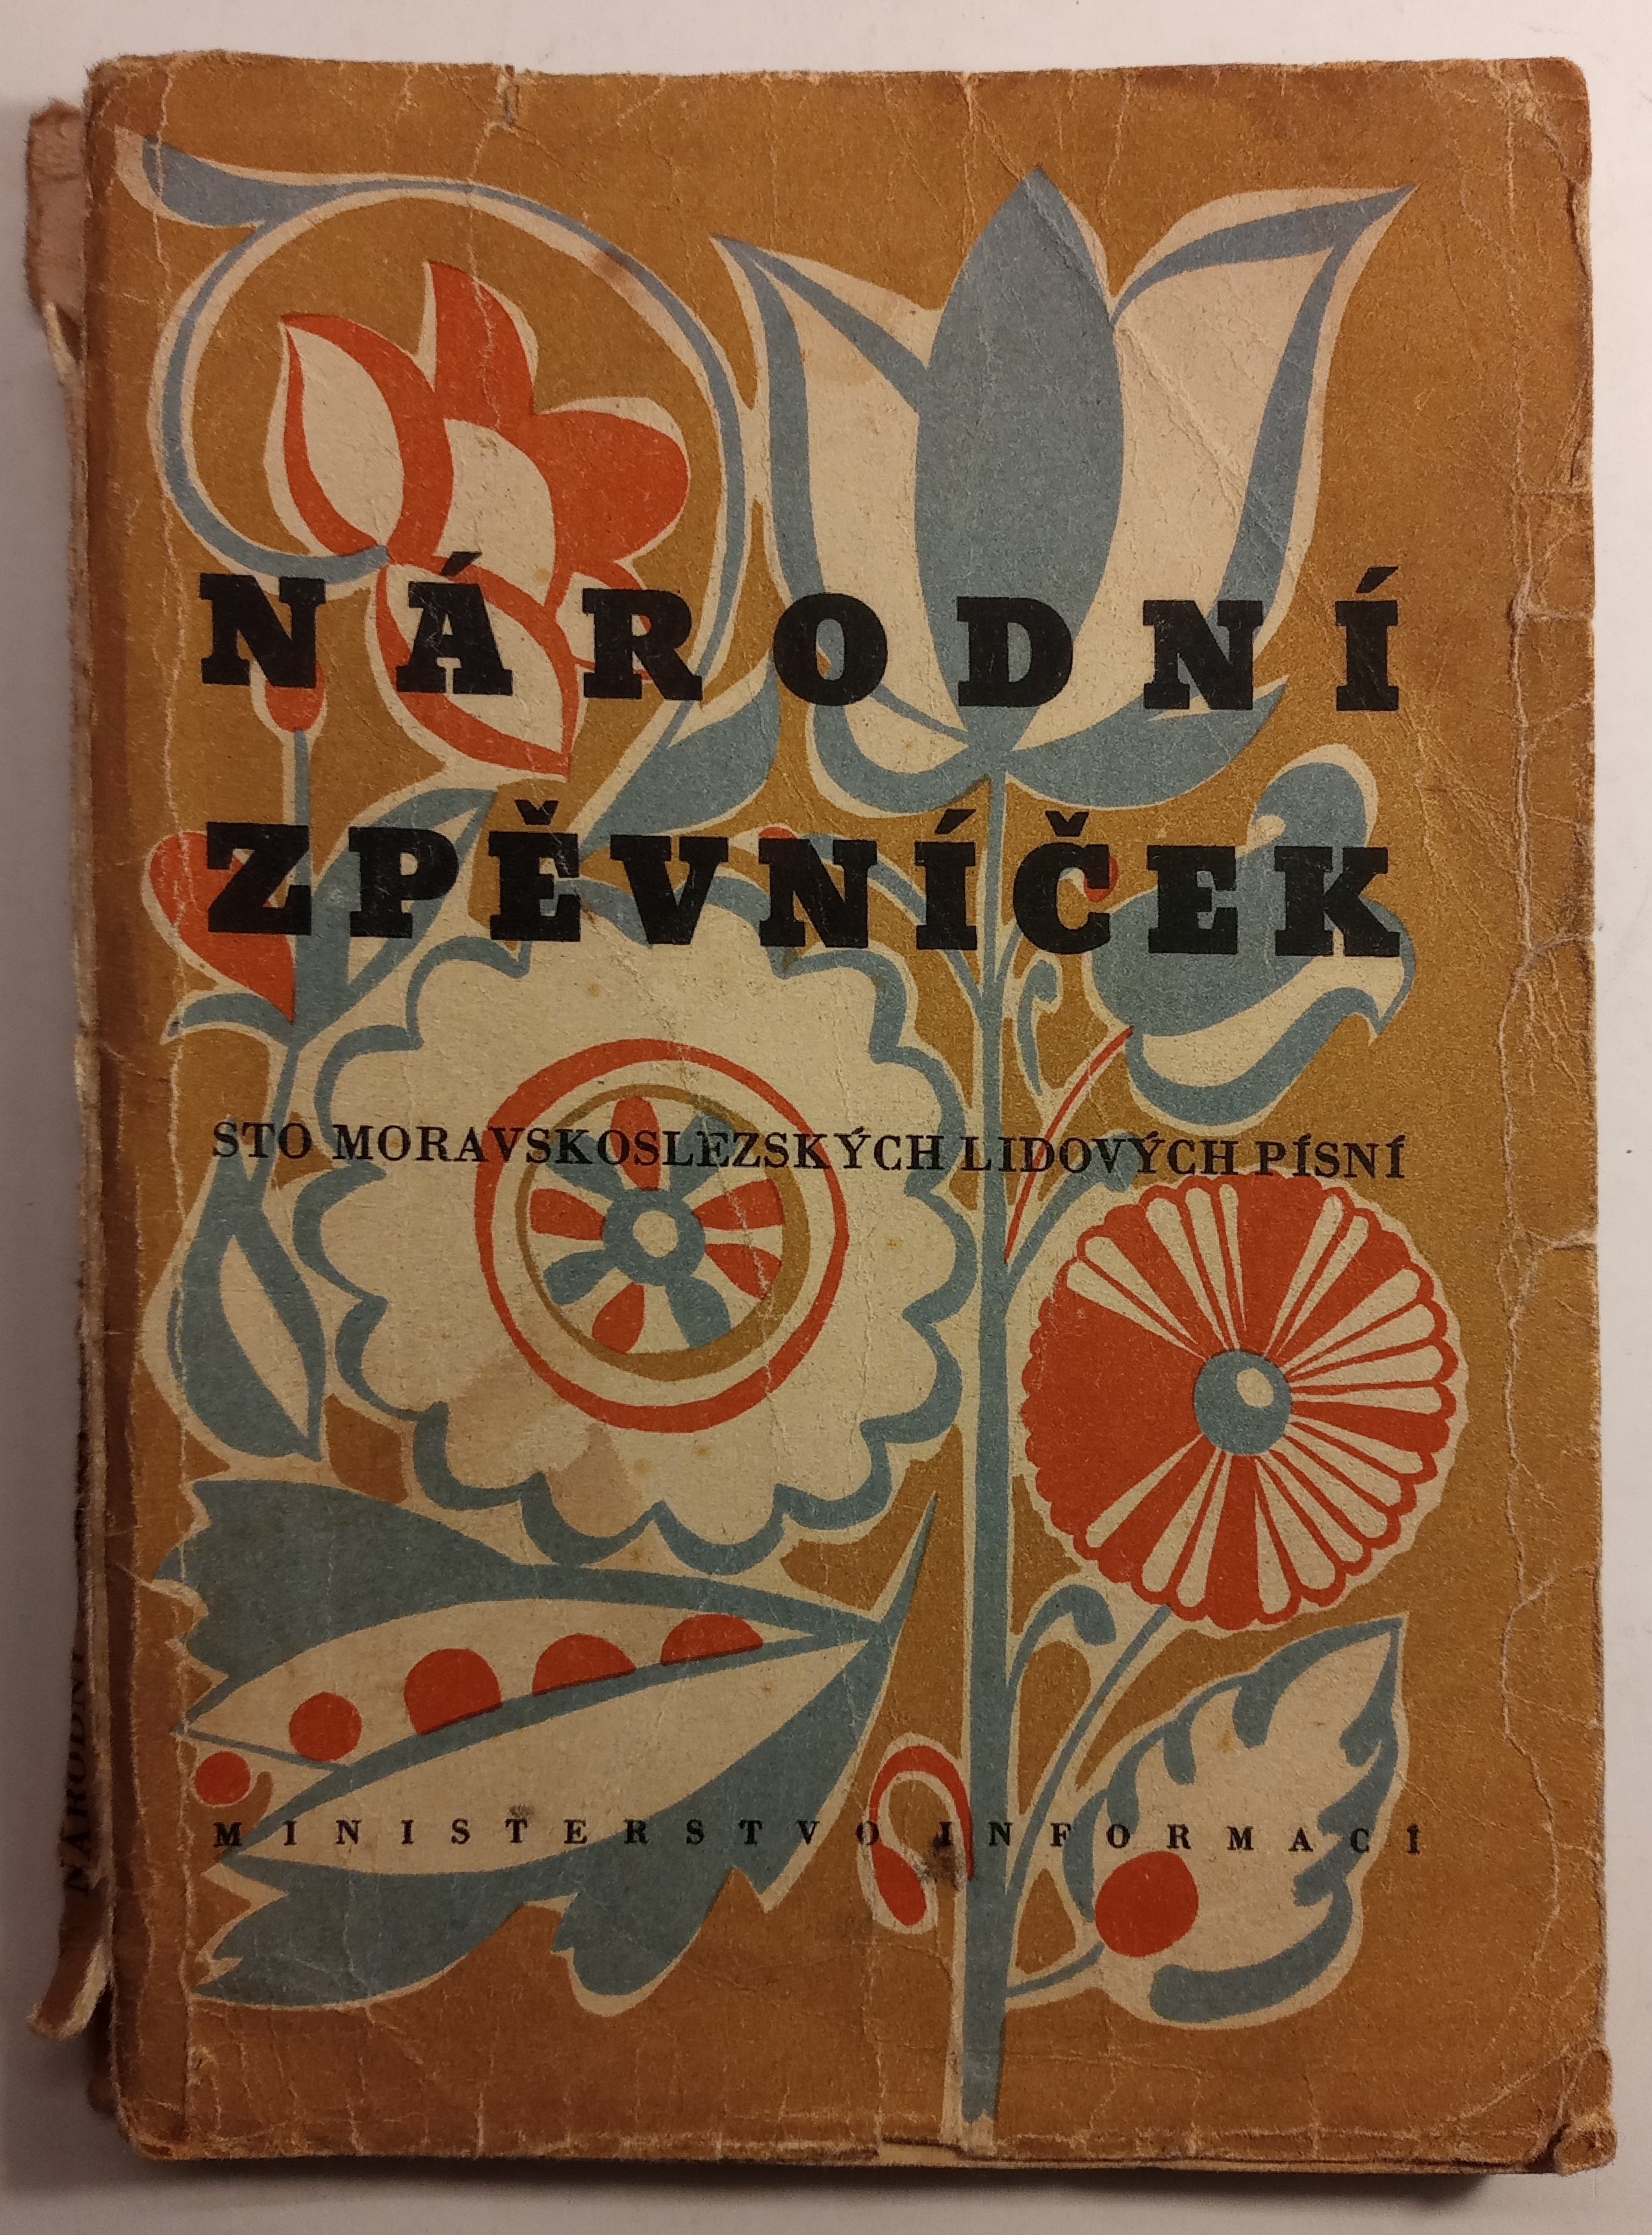 NÁRODNÍ
ZPĚVNÍČEK
STO MORAVSKOSLEZSKÝCH LIDOVÝCH PÍSNÍ
MINISTERSTVO INFORMACÍ
NÁRODNÍ